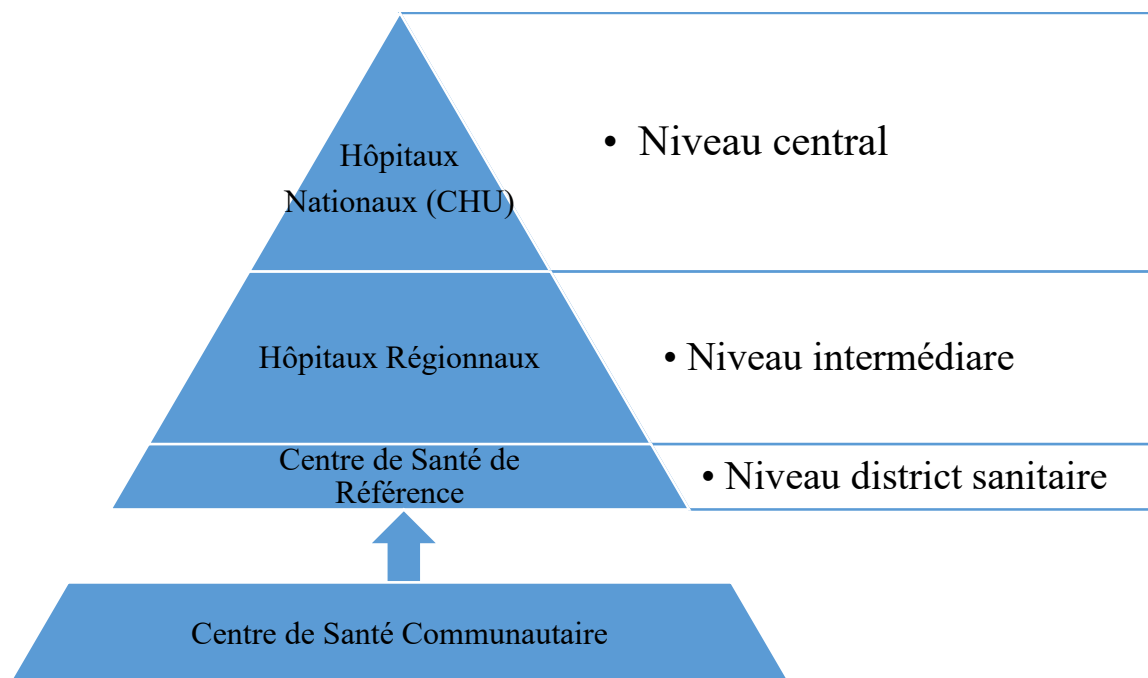 Hôpitaux
Nationaux (CHU)
• Niveau central
Hôpitaux Régionnaux
• Niveau intermédiare
Centre de Santé de
Référence
• Niveau district sanitaire
Centre de Santé Communautaire